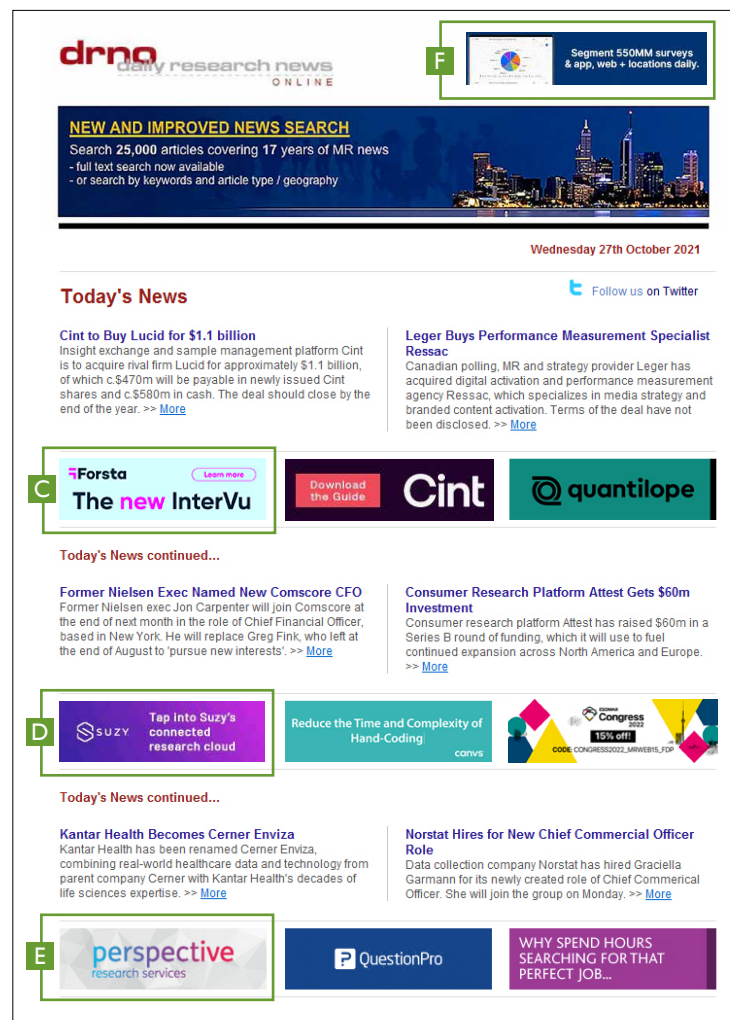 drno
daily research news
ONLINE
F
Segment 550MM surveys
& app, web + locations daily.
NEW AND IMPROVED NEWS SEARCH
Search 25,000 articles covering 17 years of MR news
- full text search now available
- or search by keywords and article type / geography
Wednesday 27th October 2021
Today's News
Follow us on Twitter
Cint to Buy Lucid for $1.1 billion
Insight exchange and sample management platform Cint
is to acquire rival firm Lucid for approximately $1.1 billion,
of which c.$470m will be payable in newly issued Cint
shares and c.$580m in cash. The deal should close by the
end of the year. >> More
Leger Buys Performance Measurement Specialist
Ressac
Canadian polling, MR and strategy provider Leger has
acquired digital activation and performance measurement
agency Ressac, which specializes in media strategy and
branded content activation. Terms of the deal have not
been disclosed. >> More
C
Forsta
Learn more
The new InterVu
Download
the Guide
Cint
quantilope
Today's News continued...
Former Nielsen Exec Named New Comscore CFO
Former Nielsen exec Jon Carpenter will join Comscore at
the end of next month in the role of Chief Financial Officer,
based in New York. He will replace Greg Fink, who left at
the end of August to 'pursue new interests'. >> More
Consumer Research Platform Attest Gets $60m
Investment
Consumer research platform Attest has raised $60m in a
Series B round of funding, which it will use to fuel
continued expansion across North America and Europe.
>> More
D
SUZY
Tap into Suzy's
connected
research cloud
Reduce the Time and Complexity of
Hand-Coding
canvs
ESOMAR
Congress
2022
15% off!
CODE: CONGRESS2022_MRWEB15_FDP
Today's News continued...
Kantar Health Becomes Cerner Enviza
Kantar Health has been renamed Cerner Enviza,
combining real-world healthcare data and technology from
parent company Cerner with Kantar Health's decades of
life sciences expertise. >> More
Norstat Hires for New Chief Commercial Officer
Role
Data collection company Norstat has hired Graciella
Garmann for its newly created role of Chief Commerical
Officer. She will join the group on Monday. >> More
E
perspective
research services
QuestionPro
WHY SPEND HOURS
SEARCHING FOR THAT
PERFECT JOB...